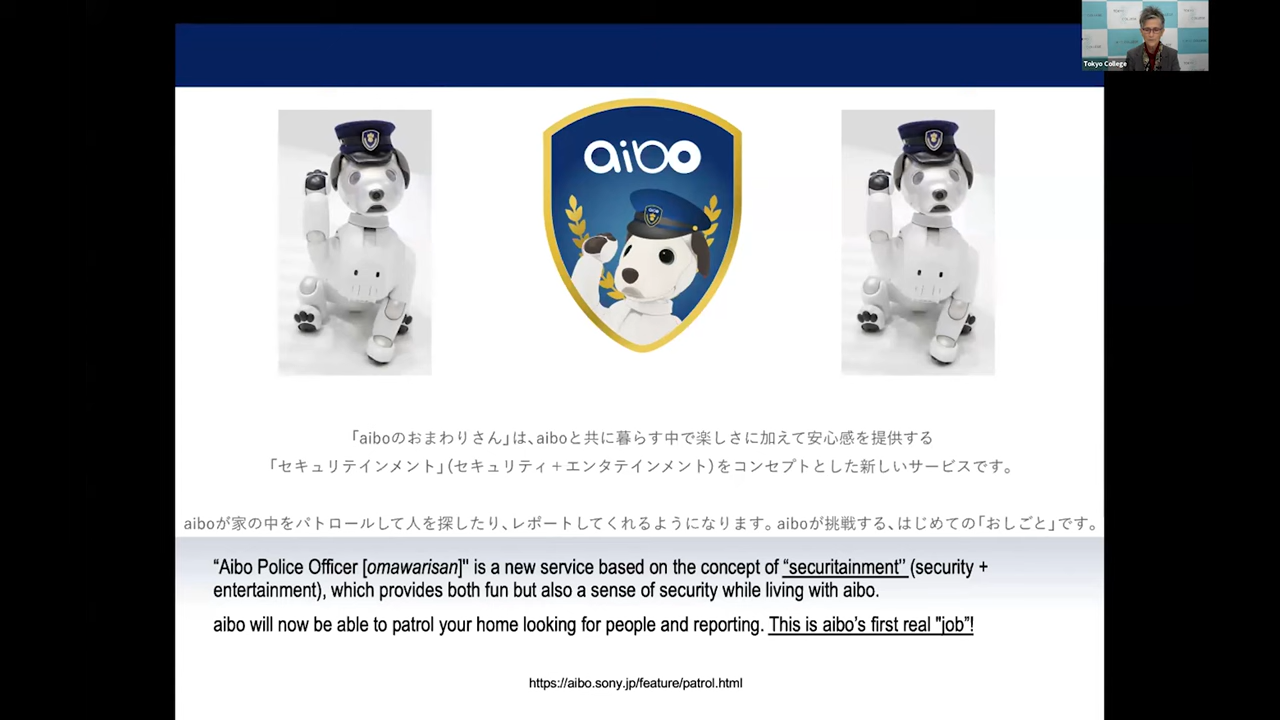 Tokyo College
aibo
「aiboのおまわりさん」は、aiboと共に暮らす中で楽しさに加えて安心感を提供する
「セキュリテインメント」(セキュリティ+エンタテインメント)をコンセプトとした新しいサービスです。
aiboが家の中をパトロールして人を探したり、レポートしてくれるようになります。aiboが挑戦する、はじめての「おしごと」です。
“Aibo Police Officer [omawarisan]" is a new service based on the concept of “securitainment” (security +
entertainment), which provides both fun but also a sense of security while living with aibo.
aibo will now be able to patrol your home looking for people and reporting. This is aibo’s first real "job"!
https://aibo.sony.jp/feature/patrol.html